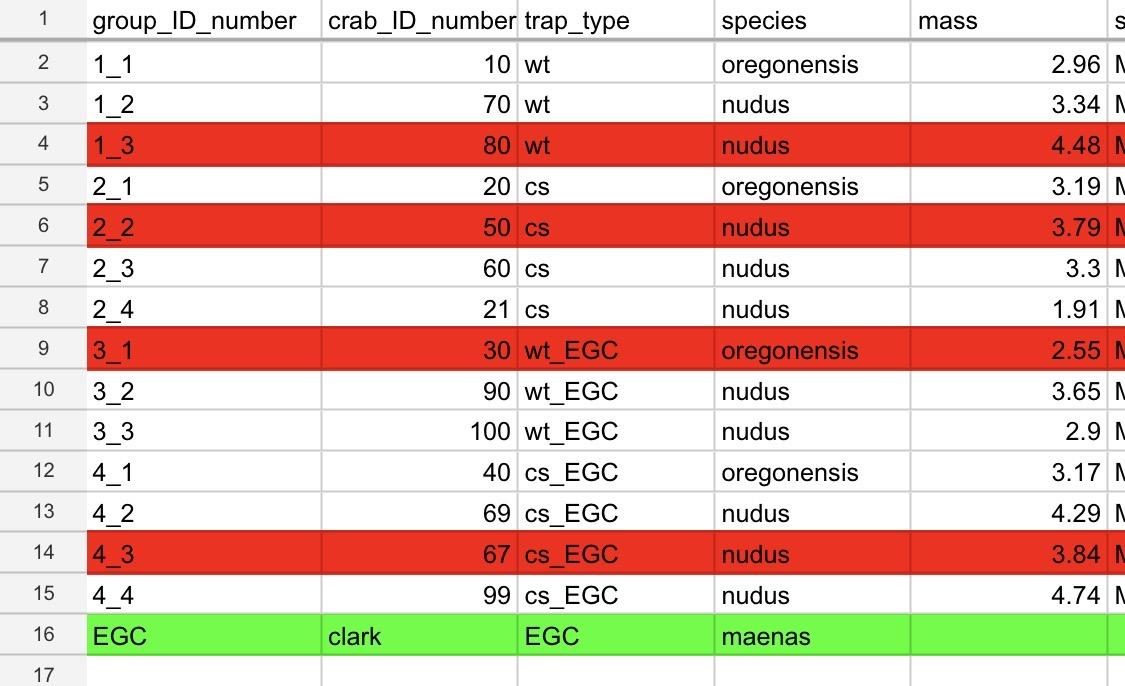 1 group_ID_number crab_ID_number trap_type species mass s
2 1_1 10 wt oregonensis 2.96 M
3 1_2 70 wt nudus 3.34 M
4 1_3 80 wt nudus 4.48 M
5 2_1 20 cs oregonensis 3.19 M
6 2_2 50 cs nudus 3.79 M
7 2_3 60 cs nudus 3.3 M
8 2_4 21 cs nudus 1.91 M
9 3_1 30 wt_EGC oregonensis 2.55 M
10 3_2 90 wt_EGC nudus 3.65 M
11 3_3 100 wt_EGC nudus 2.9 M
12 4_1 40 cs_EGC oregonensis 3.17 M
13 4_2 69 cs_EGC nudus 4.29 M
14 4_3 67 cs_EGC nudus 3.84 M
15 4_4 99 cs_EGC nudus 4.74 M
16 EGC clark EGC maenas
17